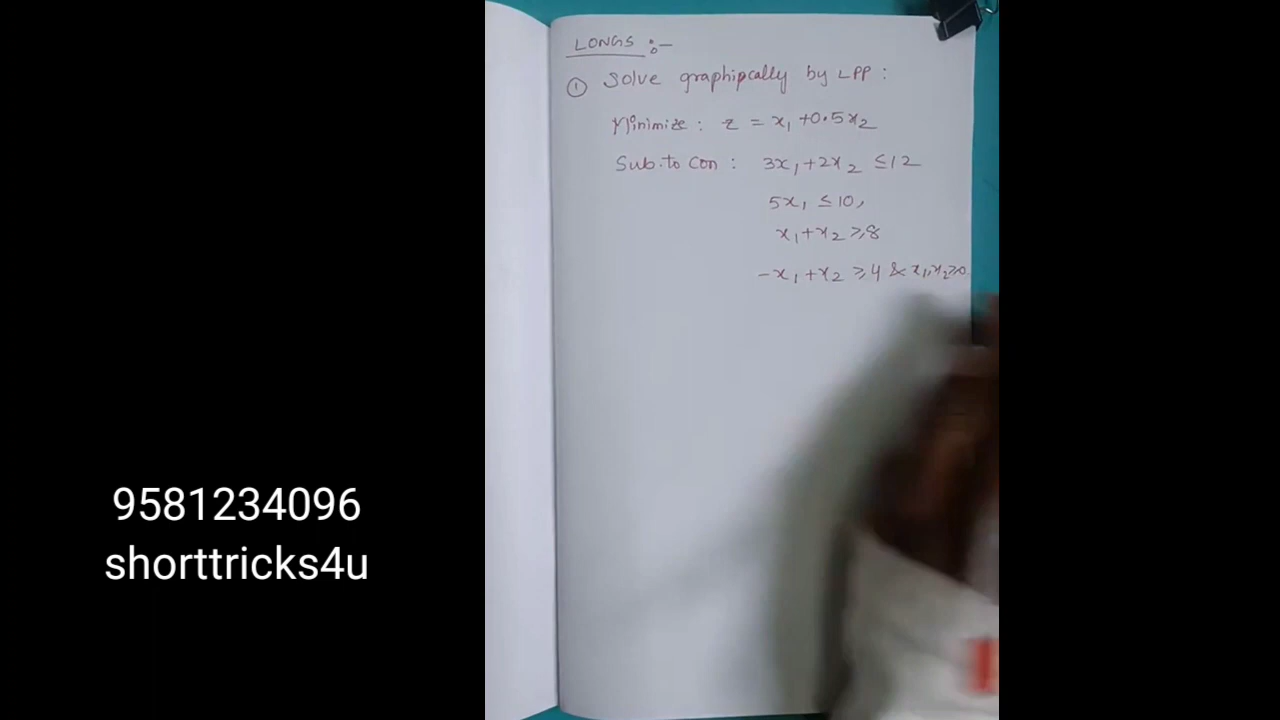 LONGS :-
① Solve graphipcally by LPP :
Minimize : z = x₁ +0.5x₂
Sub.to Con : 3x₁+2x₂ ≤12
5x₁ ≤10,
x₁+x₂ ≥8
-x₁+x₂ ≥4 & x₁,x₂≥0
9581234096
shorttricks4u